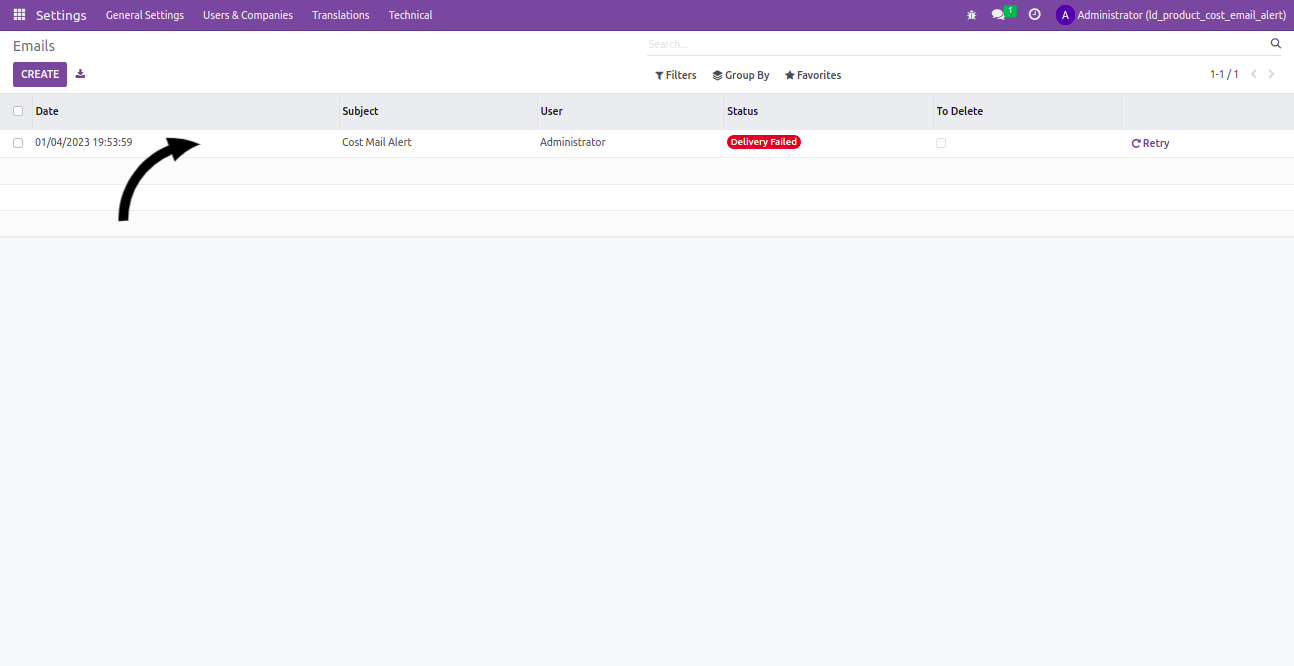 Settings General Settings Users & Companies Translations Technical 1 A Administrator (ld_product_cost_email_alert)
Emails Search...
CREATE Filters Group By Favorites 1-1 / 1
Date Subject User Status To Delete
01/04/2023 19:53:59 Cost Mail Alert Administrator Delivery Failed Retry